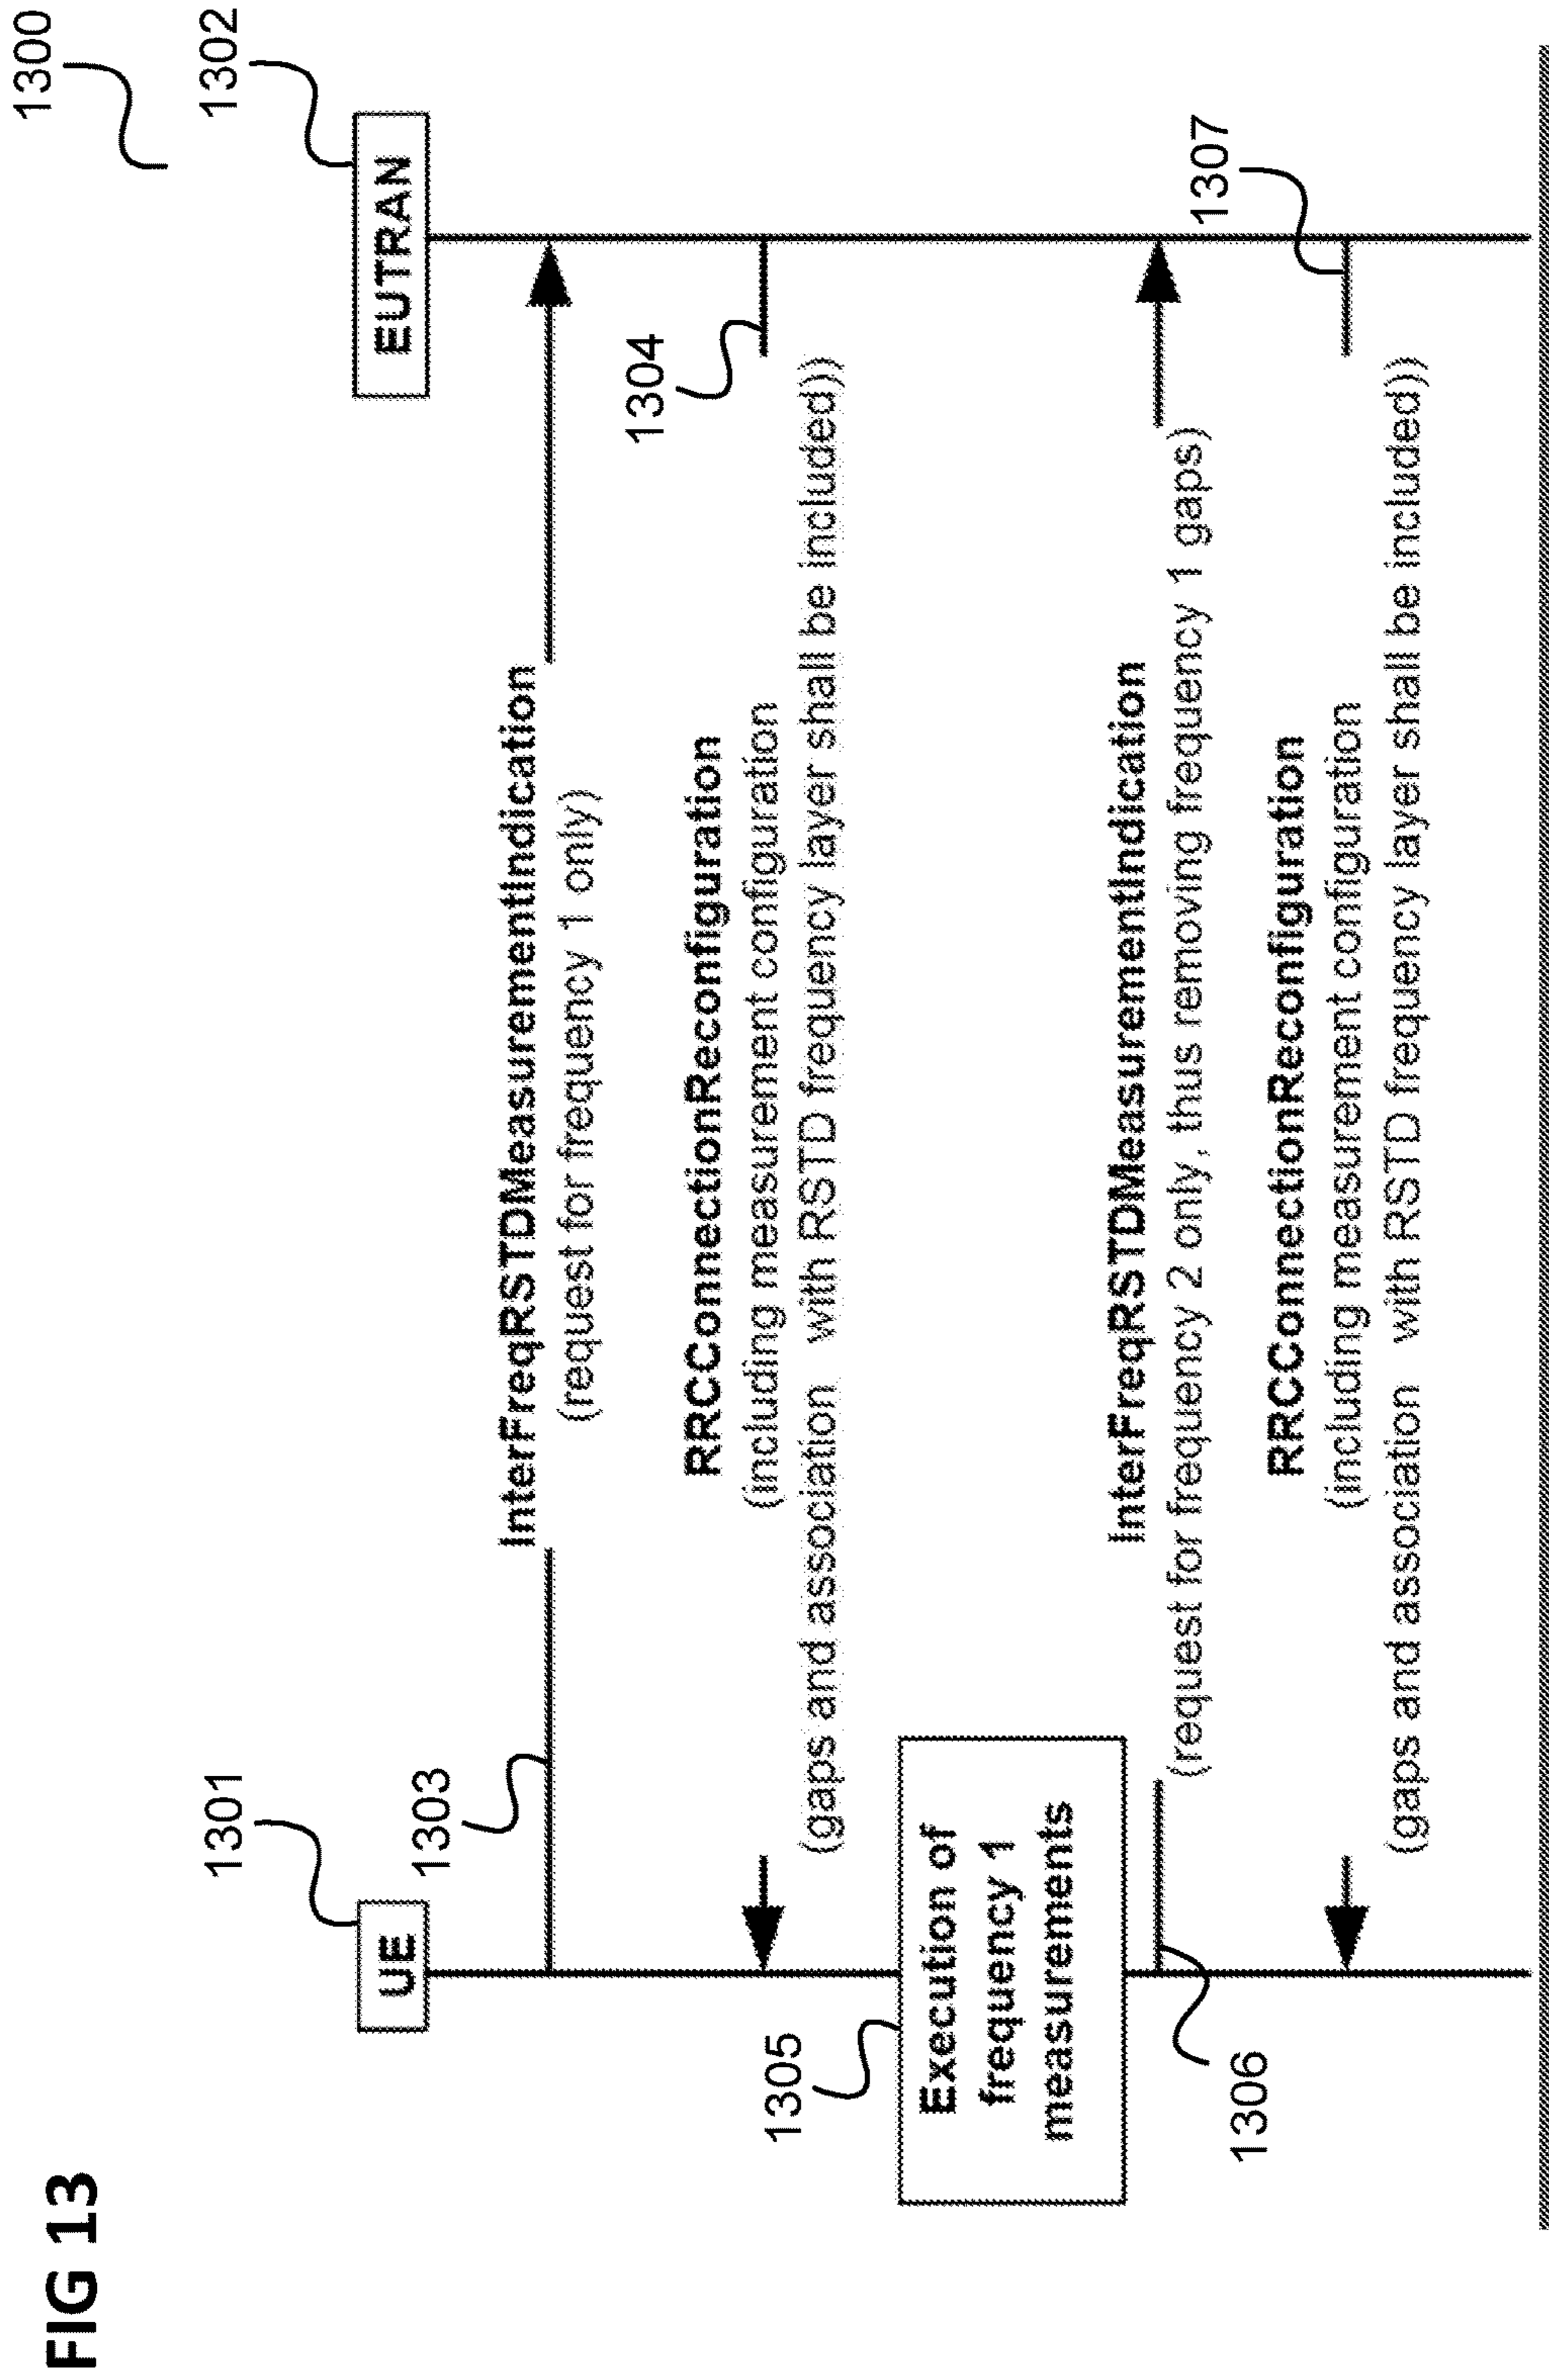 FIG 13
1300
1301
1302
UE
EUTRAN
1303
InterFreqRSTDMeasurementIndication
(request for frequency 1 only)
1304
RRCConnectionReconfiguration
(including measurement configuration
(gaps and association with RSTD frequency layer shall be included))
1305
Execution of
frequency 1
measurements
InterFreqRSTDMeasurementIndication
(request for frequency 2 only, thus removing frequency 1 gaps)
1306
1307
RRCConnectionReconfiguration
(including measurement configuration
(gaps and association with RSTD frequency layer shall be included))